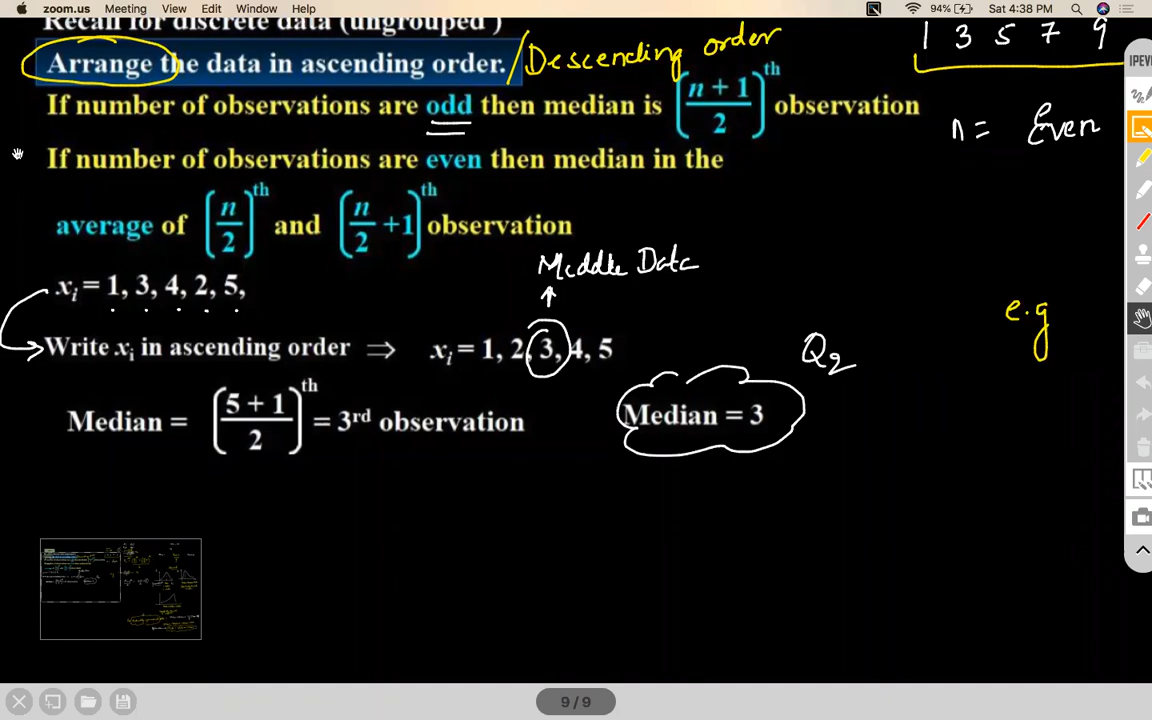 zoom.us Meeting View Edit Window Help 94% Sat 4:38 PM
Recall for discrete data (ungrouped )
1 3 5 7 9
Arrange the data in ascending order. / Descending order
IPEV
If number of observations are odd then median is (n + 1 / 2)th observation
n = Even
If number of observations are even then median in the
average of (n / 2)th and (n / 2 + 1)th observation
Middle Data
xi = 1, 3, 4, 2, 5,
e.g
Write xi in ascending order ⇒ xi = 1, 2, 3, 4, 5
Q2
Median = (5 + 1 / 2)th = 3rd observation Median = 3
9 / 9